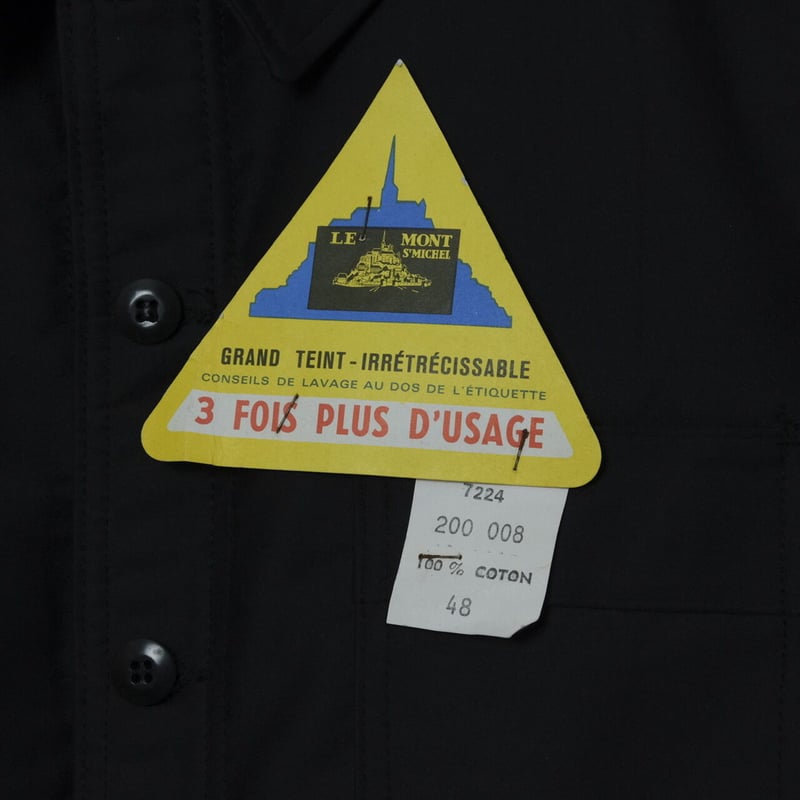 LE MONT
St MICHEL
GRAND TEINT - IRRÉTRÉCISSABLE
CONSEILS DE LAVAGE AU DOS DE L'ÉTIQUETTE
3 FOIS PLUS D'USAGE
7224
200 008
100 % COTON
48